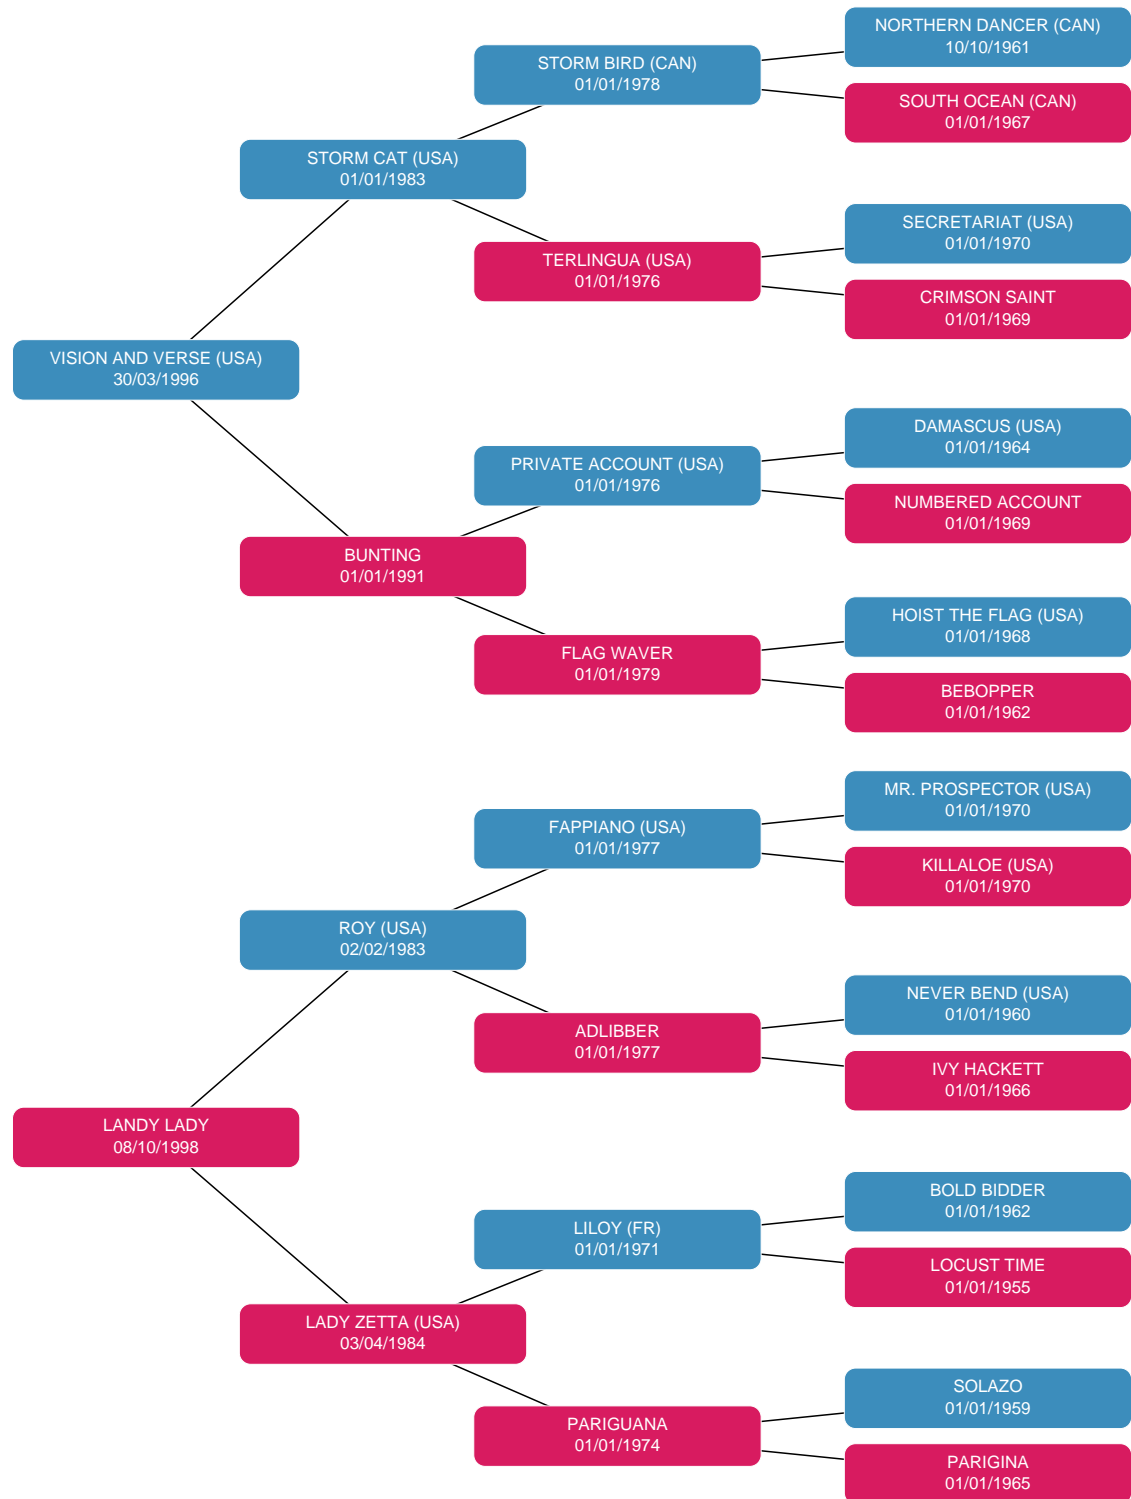 NORTHERN DANCER (CAN)
10/10/1961
STORM BIRD (CAN)
01/01/1978
SOUTH OCEAN (CAN)
01/01/1967
STORM CAT (USA)
01/01/1983
SECRETARIAT (USA)
01/01/1970
TERLINGUA (USA)
01/01/1976
CRIMSON SAINT
01/01/1969
VISION AND VERSE (USA)
30/03/1996
DAMASCUS (USA)
01/01/1964
PRIVATE ACCOUNT (USA)
01/01/1976
NUMBERED ACCOUNT
01/01/1969
BUNTING
01/01/1991
HOIST THE FLAG (USA)
01/01/1968
FLAG WAVER
01/01/1979
BEBOPPER
01/01/1962
MR. PROSPECTOR (USA)
01/01/1970
FAPPIANO (USA)
01/01/1977
KILLALOE (USA)
01/01/1970
ROY (USA)
02/02/1983
NEVER BEND (USA)
01/01/1960
ADLIBBER
01/01/1977
IVY HACKETT
01/01/1966
LANDY LADY
08/10/1998
BOLD BIDDER
01/01/1962
LILOY (FR)
01/01/1971
LOCUST TIME
01/01/1955
LADY ZETTA (USA)
03/04/1984
SOLAZO
01/01/1959
PARIGUANA
01/01/1974
PARIGINA
01/01/1965